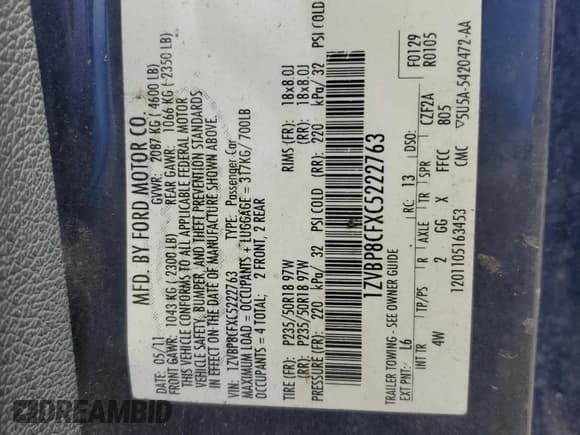 MFD. BY FORD MOTOR CO.
DATE: 05/11 GVWR: 2087 KG ( 4600 LB)
FRONT GAWR: 1043 KG ( 2300 LB) REAR GAWR: 1066 KG ( 2350 LB)
THIS VEHICLE CONFORMS TO ALL APPLICABLE FEDERAL MOTOR
VEHICLE SAFETY, BUMPER, AND THEFT PREVENTION STANDARDS
IN EFFECT ON THE DATE OF MANUFACTURE SHOWN ABOVE.
VIN: 1ZVBP8CFXC5222763 TYPE: Passenger Car
MAXIMUM LOAD = OCCUPANTS + LUGGAGE = 317KG/ 700LB
OCCUPANTS = 4 TOTAL; 2 FRONT, 2 REAR
TIRE (FR): P235/50R18 97W RIMS (FR): 18x8.0J
TIRE (RR): P235/50R18 97W (RR): 18x8.0J
PRESSURE (FR): 220 kPa/ 32 PSI COLD (RR): 220 kPa/ 32 PSI COLD
1ZVBP8CFXC5222763
TRAILER TOWING - SEE OWNER GUIDE F0129
R0105
EXT PNT: L6 RC: 13 DSO:
INT TR TP/PS R AXLE TR SPR CZF2A
4W 2 GG X FFCC 805
1201105163453 CMC ▽5U5A-5420472-AA
DREAMBID